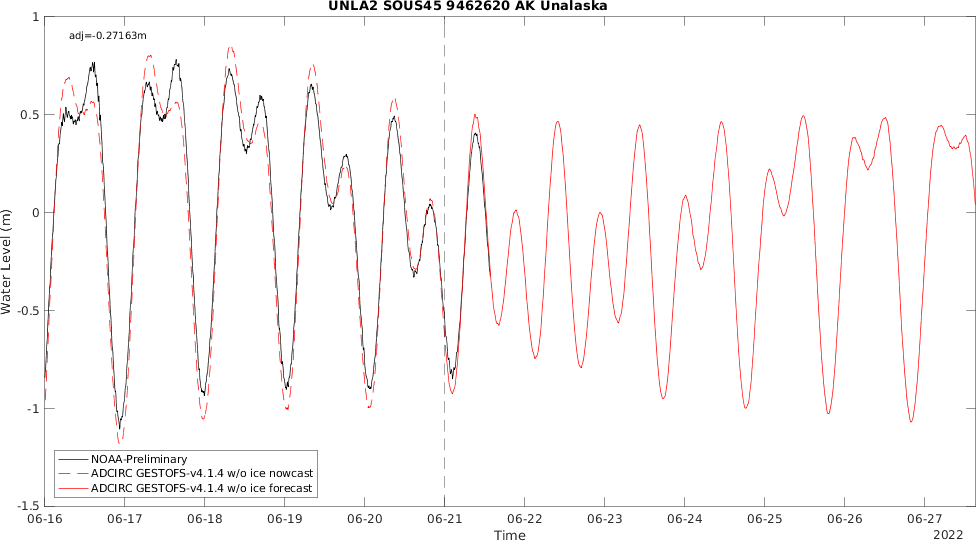 UNLA2 SOUS45 9462620 AK Unalaska
adj=-0.27163m
1
0.5
0
-0.5
-1
-1.5
Water Level (m)
NOAA-Preliminary
ADCIRC GESTOFS-v4.1.4 w/o ice nowcast
ADCIRC GESTOFS-v4.1.4 w/o ice forecast
06-16 06-17 06-18 06-19 06-20 06-21 06-22 06-23 06-24 06-25 06-26 06-27
Time
2022